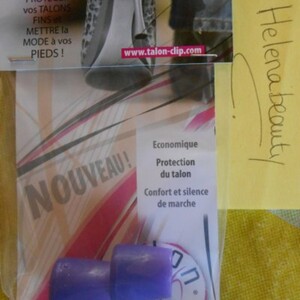 vos TALONS
FINS et
METTRE la
MODE à vos
PIEDS !
www.talon-clip.com
Helenabeauty
NOUVEAU !
Economique
Protection
du talon
Confort et silence
de marche